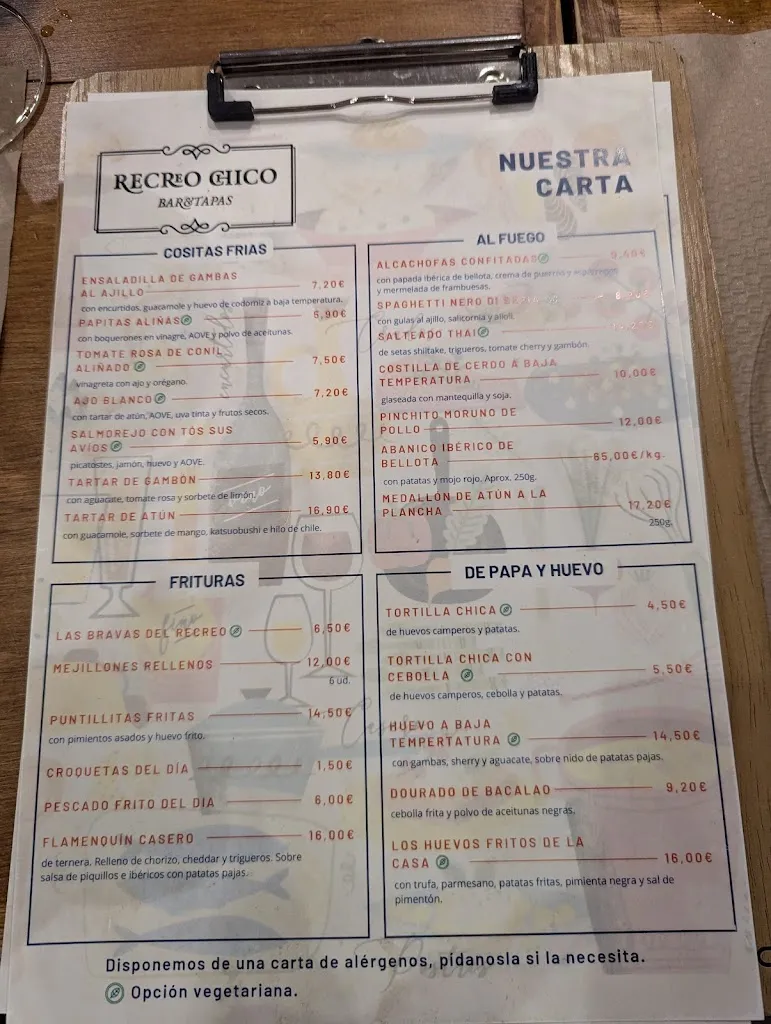 RECREO CHICO
BAR&TAPAS
NUESTRA
CARTA
COSITAS FRIAS
ENSALADILLA DE GAMBAS
AL AJILLO 7,20€
con encurtidos, guacamole y huevo de codorniz a baja temperatura.
PAPITAS ALIÑÁS 6,90€
con boquerones en vinagre, AOVE y polvo de aceitunas.
TOMATE ROSA DE CONIL
ALIÑADO 7,50€
vinagreta con ajo y orégano.
AJO BLANCO 7,20€
con tartar de atún, AOVE, uva tinta y frutos secos.
SALMOREJO CON TÓS SUS
AVÍOS 5,90€
picatostes, jamón, huevo y AOVE.
TARTAR DE GAMBÓN 13,80€
con aguacate, tomate rosa y sorbete de limón.
TARTAR DE ATÚN 16,90€
con guacamole, sorbete de mango, katsuobushi e hilo de chile.
AL FUEGO
ALCACHOFAS CONFITADAS
con papada ibérica de bellota, crema de puerros y
y mermelada de frambuesas.
SPAGHETTI NERO DI
con gulas al ajillo, salicornia y alioli.
SALTEADO THAI
de setas shiitake, trigueros, tomate cherry y gambón.
COSTILLA DE CERDO A BAJA
TEMPERATURA 10,00€
glaseada con mantequilla y soja.
PINCHITO MORUNO DE
POLLO 12,00€
ABANICO IBÉRICO DE
BELLOTA 65,00€/kg.
con patatas y mojo rojo. Aprox. 250g.
MEDALLÓN DE ATÚN A LA
PLANCHA 17,20€
250g.
FRITURAS
LAS BRAVAS DEL RECREO 6,50€
MEJILLONES RELLENOS 12,00€
6 ud.
PUNTILLITAS FRITAS 14,50€
con pimientos asados y huevo frito.
CROQUETAS DEL DÍA 1,50€
PESCADO FRITO DEL DIA 6,00€
FLAMENQUÍN CASERO 16,00€
de ternera. Relleno de chorizo, cheddar y trigueros. Sobre
salsa de piquillos e ibéricos con patatas pajas.
DE PAPA Y HUEVO
TORTILLA CHICA 4,50€
de huevos camperos y patatas.
TORTILLA CHICA CON
CEBOLLA 5,50€
de huevos camperos, cebolla y patatas.
HUEVO A BAJA
TEMPERTATURA 14,50€
con gambas, sherry y aguacate, sobre nido de patatas pajas.
DOURADO DE BACALAO 9,20€
cebolla frita y polvo de aceitunas negras.
LOS HUEVOS FRITOS DE LA
CASA 16,00€
con trufa, parmesano, patatas fritas, pimienta negra y sal de
pimentón.
Disponemos de una carta de alérgenos, pidanosla si la necesita.
Opción vegetariana.